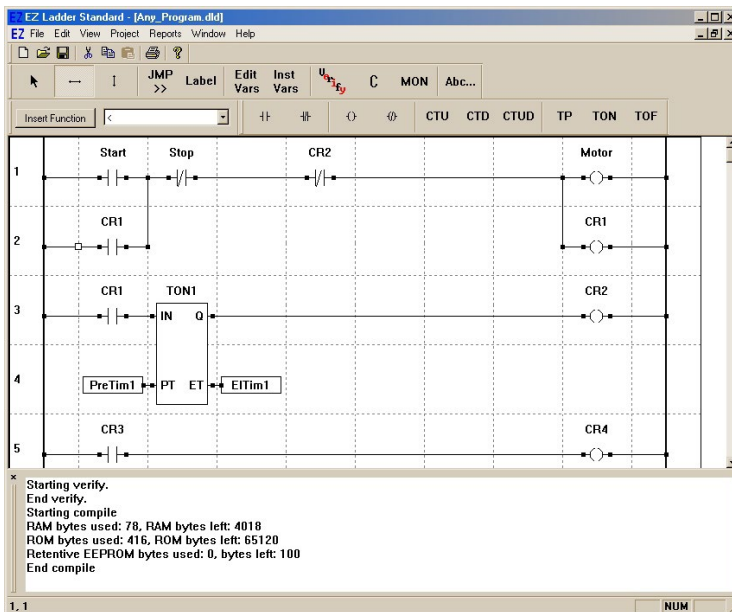 EZ EZ Ladder Standard - [Any_Program.dld]
EZ File Edit View Project Reports Window Help
JMP >> Label Edit Vars Inst Vars Verify C MON Abc...
Insert Function < CTU CTD CTUD TP TON TOF
Start Stop CR2 Motor
1
CR1 CR1
2
CR1 TON1 CR2
3 IN Q
4 PreTim1 PT ET ElTim1
CR3 CR4
5
Starting verify.
End verify.
Starting compile
RAM bytes used: 78, RAM bytes left: 4018
ROM bytes used: 416, ROM bytes left: 65120
Retentive EEPROM bytes used: 0, bytes left: 100
End compile
1, 1 NUM